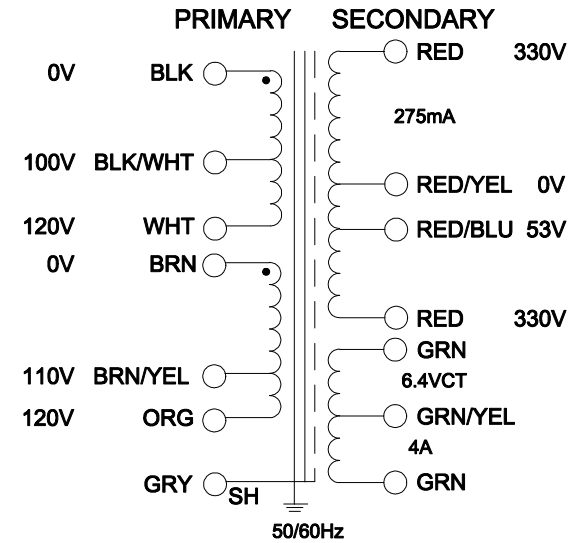 PRIMARY SECONDARY
RED 330V
0V BLK
275mA
100V BLK/WHT
RED/YEL 0V
120V WHT
RED/BLU 53V
0V BRN
RED 330V
GRN
110V BRN/YEL
6.4VCT
120V ORG
GRN/YEL
4A
GRY
SH
GRN
50/60Hz